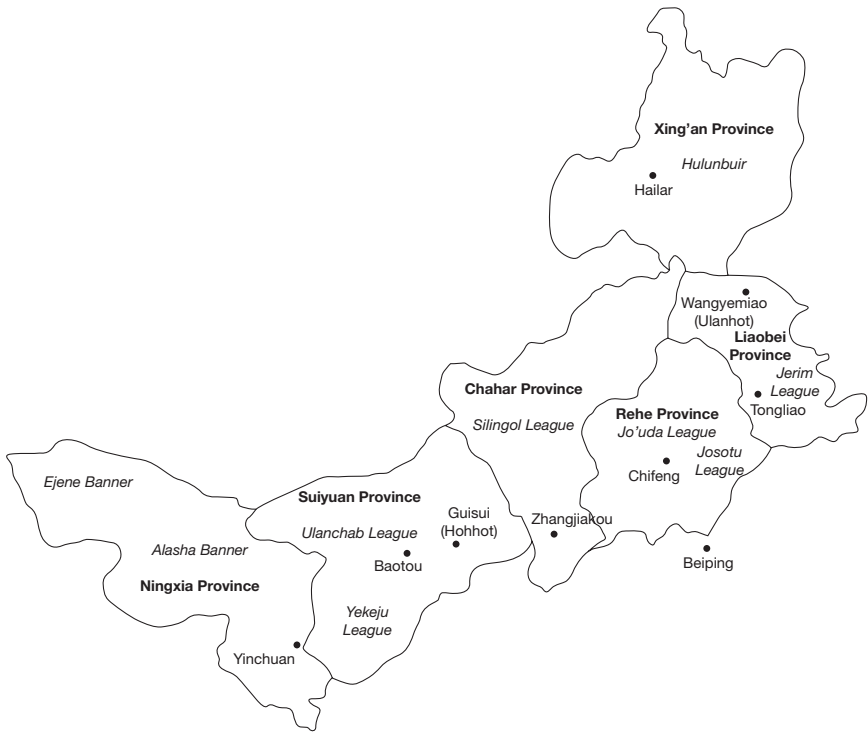 Xing’an Province
Hulunbuir
Hailar
Wangyemiao
(Ulanhot)
Liaobei
Province
Jerim
League
Tongliao
Chahar Province
Silingol League
Rehe Province
Jo’uda League
Josotu
League
Chifeng
Ejene Banner
Suiyuan Province
Guisui
(Hohhot)
Ulanchab League
Baotou
Zhangjiakou
Alasha Banner
Ningxia Province
Beiping
Yekeju
League
Yinchuan